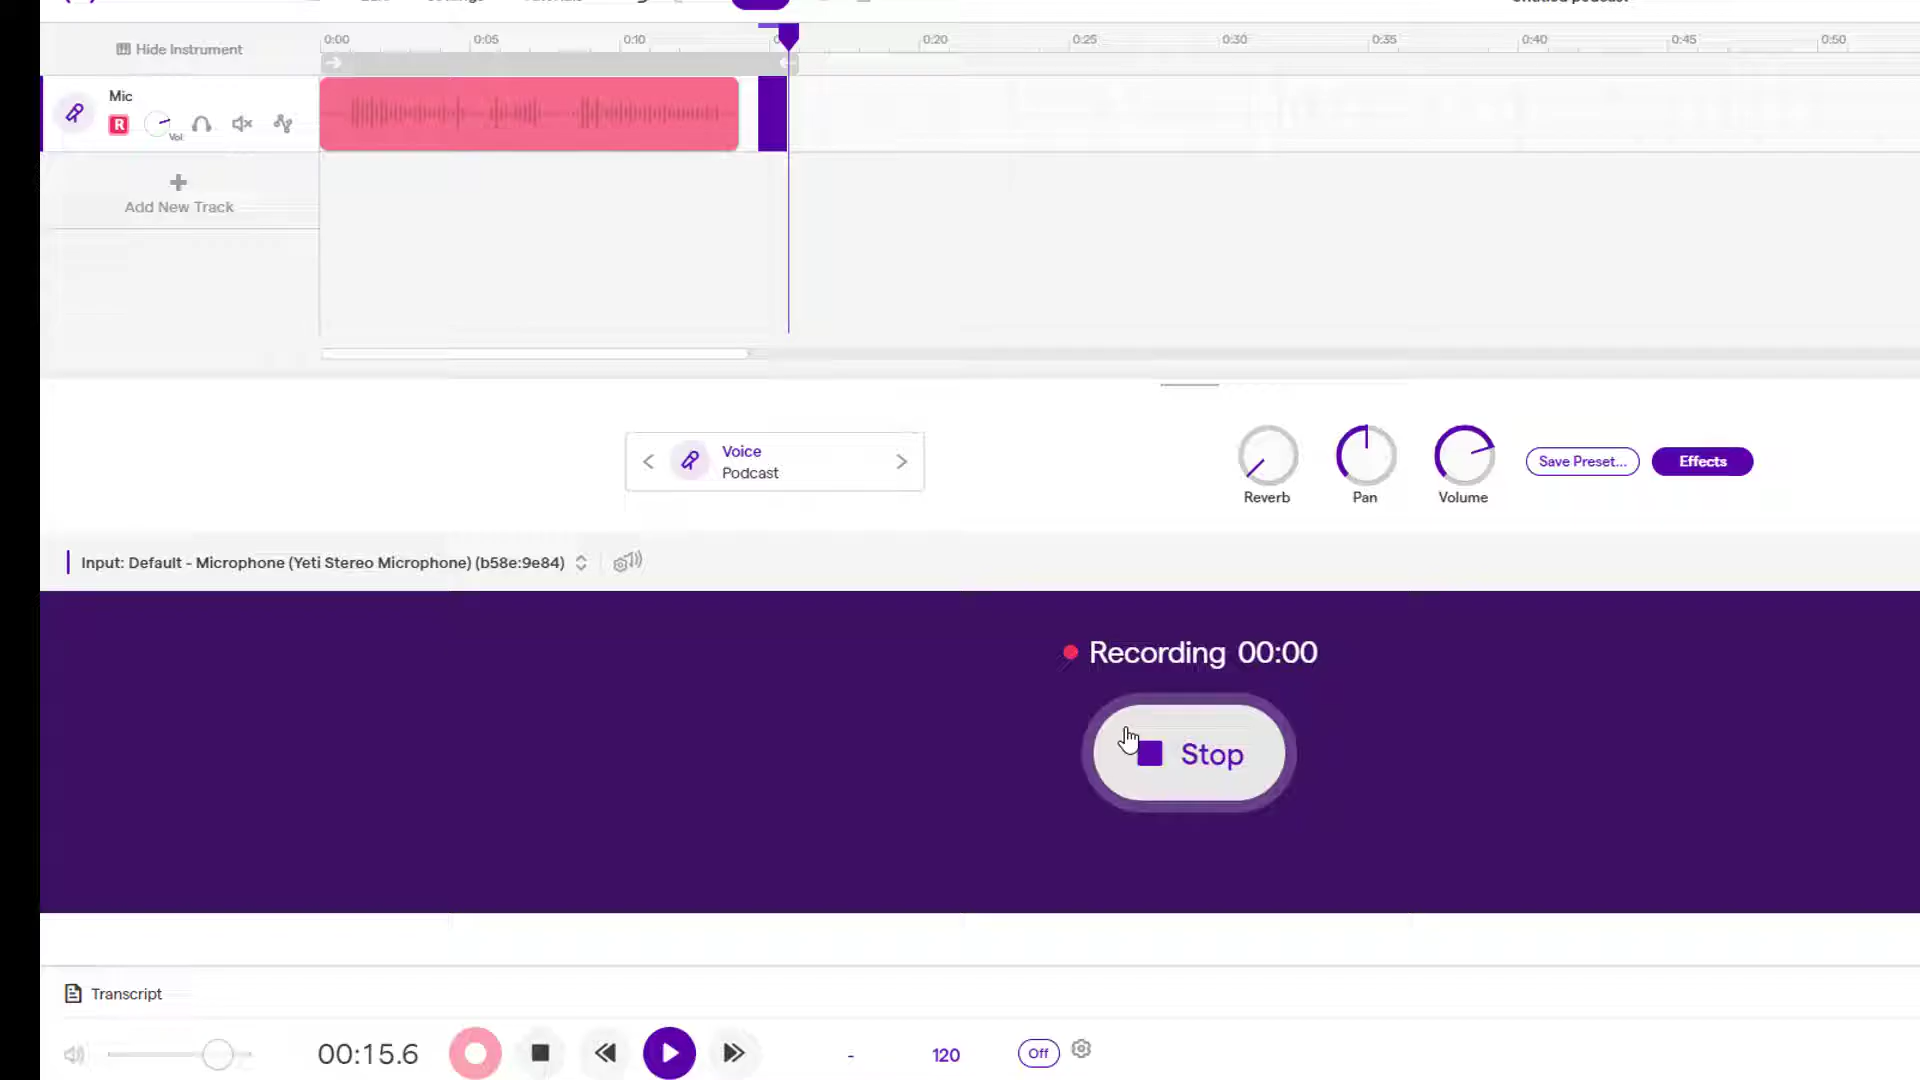 Untitled podcast
Hide Instrument
0:00 0:05 0:10 0:20 0:25 0:30 0:35 0:40 0:45 0:50
Mic
R
Vol
Add New Track
Voice
Podcast
Reverb Pan Volume
Save Preset... Effects
Input: Default - Microphone (Yeti Stereo Microphone) (b58e:9e84)
Recording 00:00
Stop
Transcript
00:15.6 - 120 Off